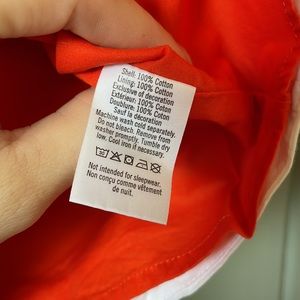 Shell: 100% Cotton
Lining: 100% Cotton
Exclusive of decoration
Extérieur: 100% Coton
Doublure: 100% Coton
Sauf la décoration
Machine wash cold separately.
Do not bleach. Remove from
washer promptly. Tumble dry
low. Cool iron if necessary.
Not intended for sleepwear.
Non conçu comme vêtement
de nuit.